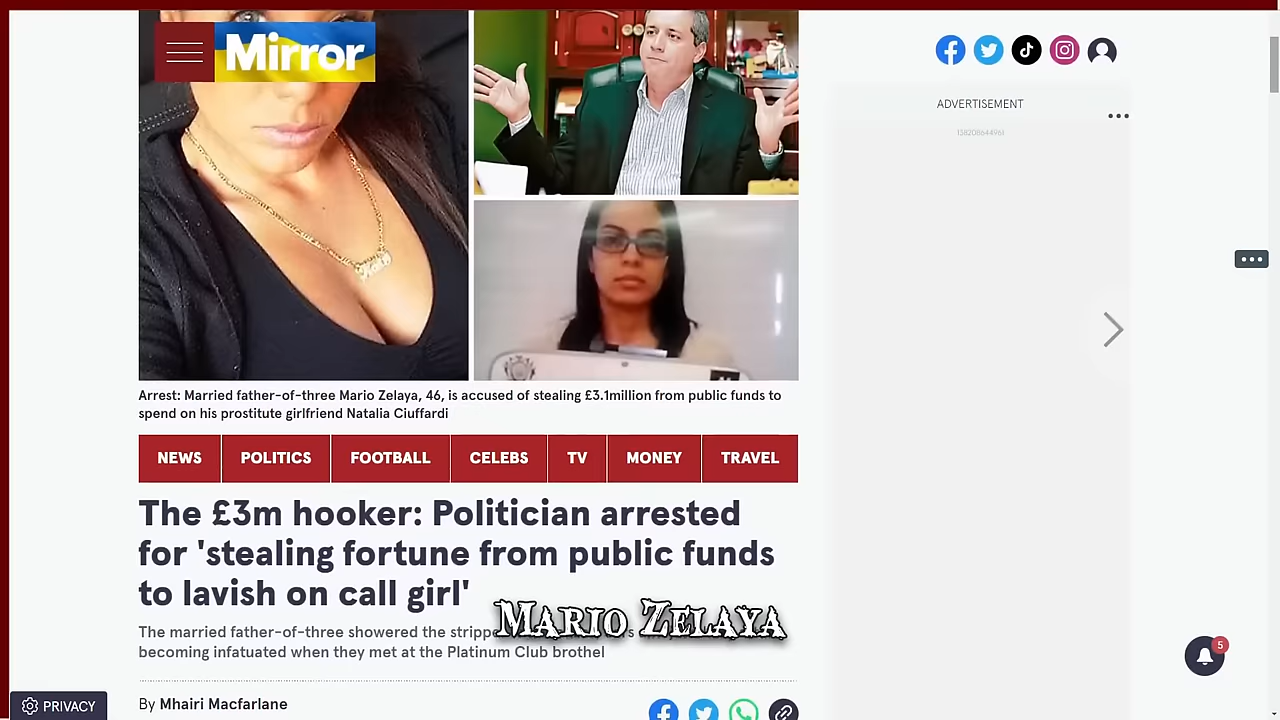 Mirror
ADVERTISEMENT
Arrest: Married father-of-three Mario Zelaya, 46, is accused of stealing £3.1million from public funds to
spend on his prostitute girlfriend Natalia Ciuffardi
NEWS POLITICS FOOTBALL CELEBS TV MONEY TRAVEL
The £3m hooker: Politician arrested
for 'stealing fortune from public funds
to lavish on call girl'
Mario Zelaya
The married father-of-three showered the
becoming infatuated when they met at the Platinum Club brothel
By Mhairi Macfarlane
5
PRIVACY